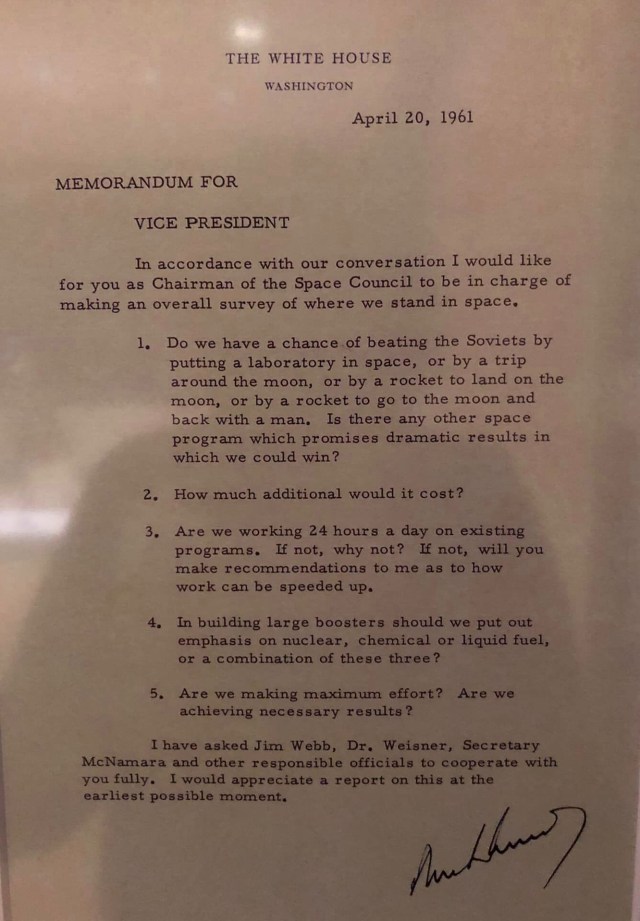 THE WHITE HOUSE
WASHINGTON
April 20, 1961
MEMORANDUM FOR
VICE PRESIDENT
In accordance with our conversation I would like
for you as Chairman of the Space Council to be in charge of
making an overall survey of where we stand in space.
1. Do we have a chance of beating the Soviets by
putting a laboratory in space, or by a trip
around the moon, or by a rocket to land on the
moon, or by a rocket to go to the moon and
back with a man. Is there any other space
program which promises dramatic results in
which we could win?
2. How much additional would it cost?
3. Are we working 24 hours a day on existing
programs. If not, why not? If not, will you
make recommendations to me as to how
work can be speeded up.
4. In building large boosters should we put out
emphasis on nuclear, chemical or liquid fuel,
or a combination of these three?
5. Are we making maximum effort? Are we
achieving necessary results?
I have asked Jim Webb, Dr. Weisner, Secretary
McNamara and other responsible officials to cooperate with
you fully. I would appreciate a report on this at the
earliest possible moment.